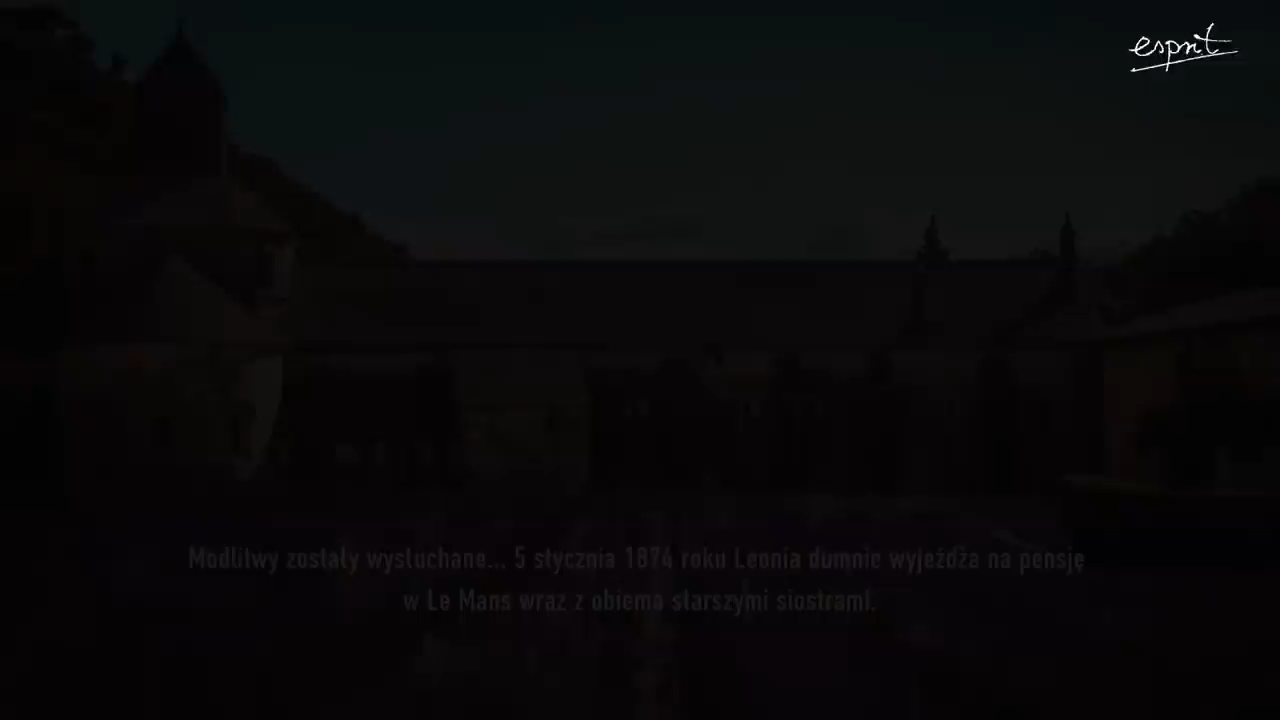 esprit
Modlitwy zostały wysłuchane... 5 stycznia 1874 roku Leonia dumnie wyjeżdża na pensję
w Le Mans wraz z obiema starszymi siostrami.